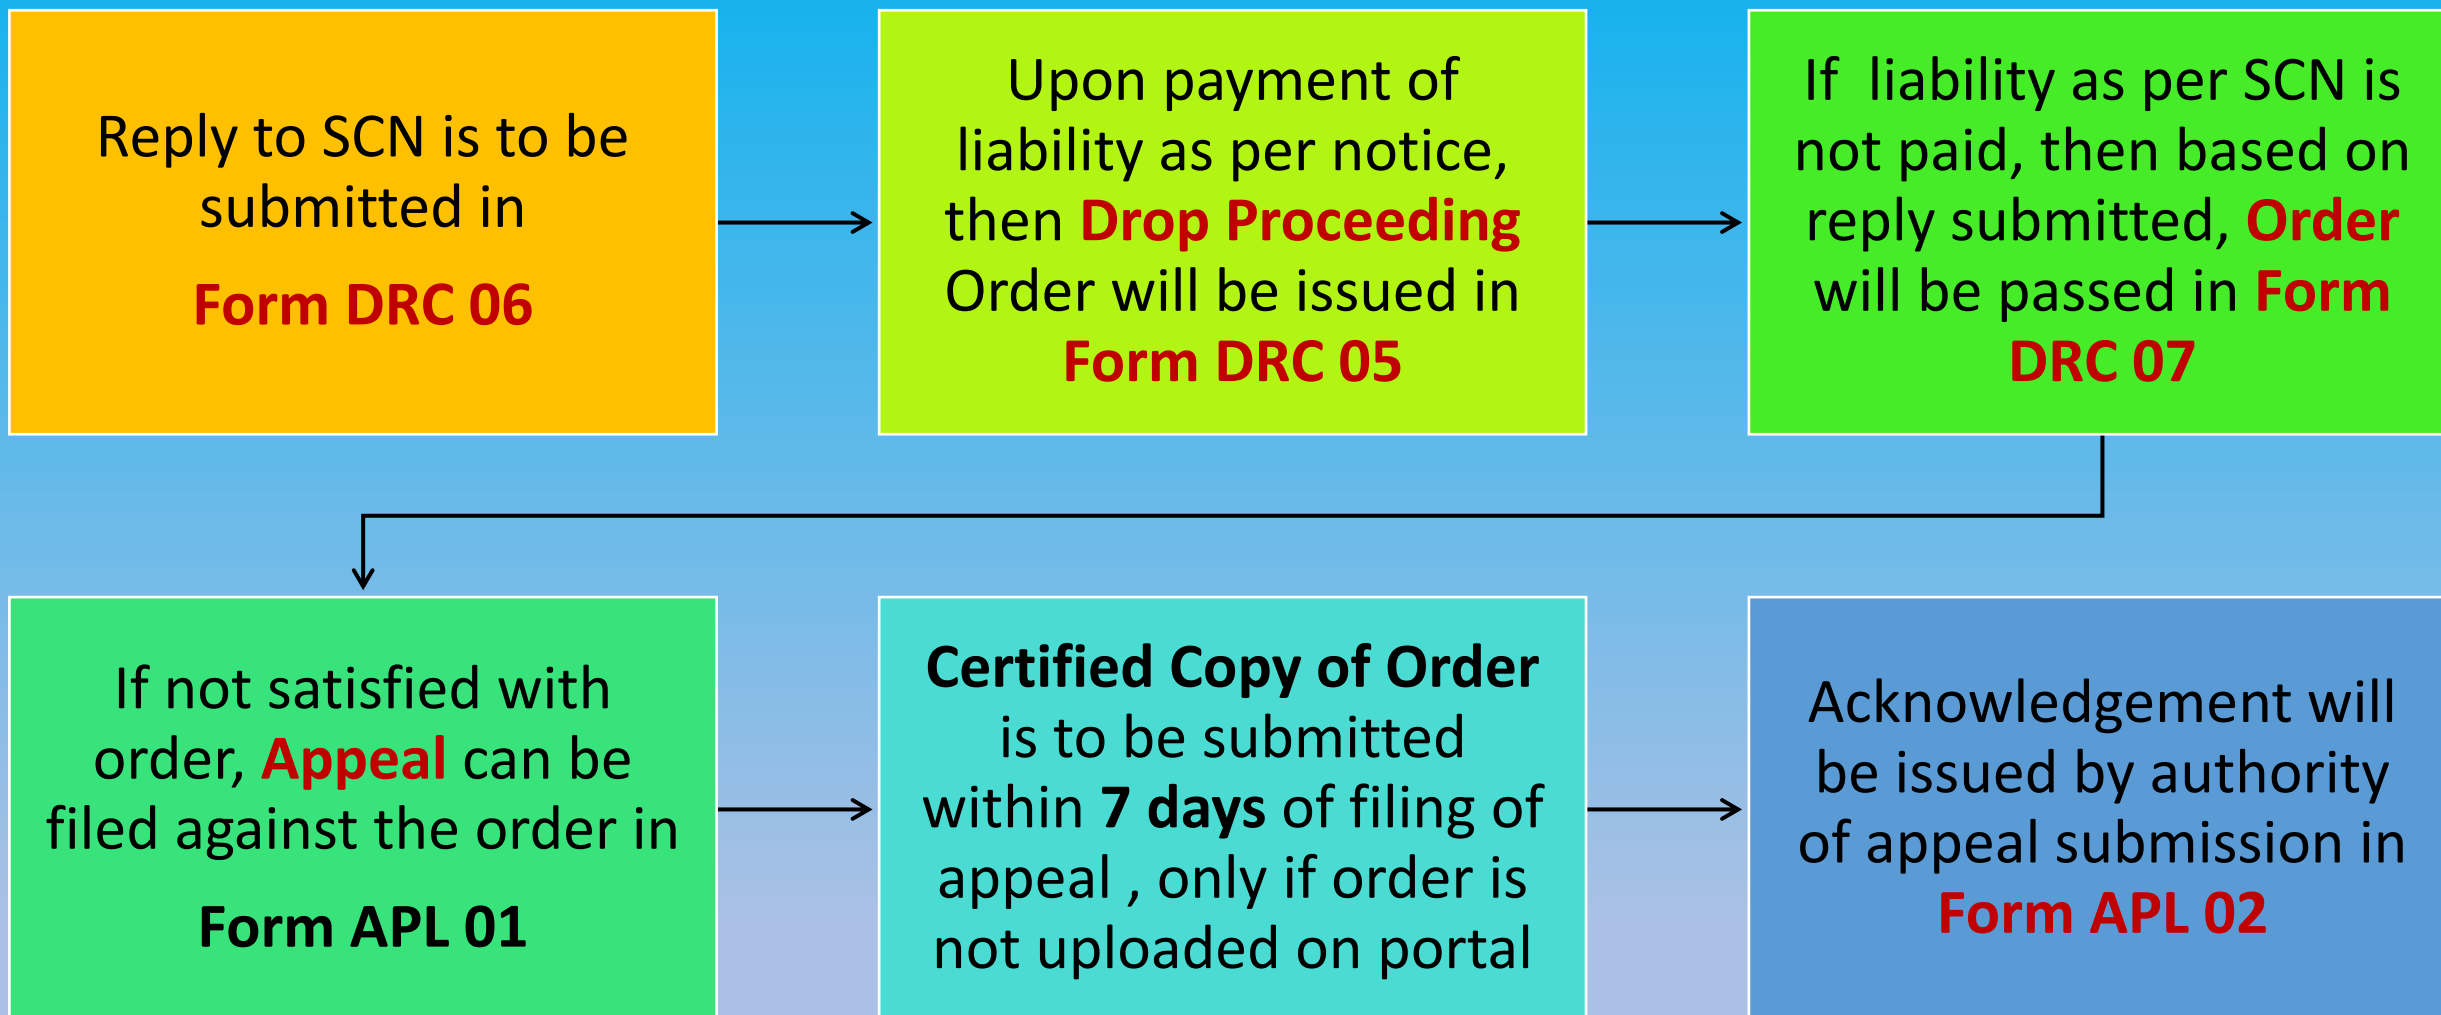 Reply to SCN is to be
submitted in
Form DRC 06
Upon payment of
liability as per notice,
then Drop Proceeding
Order will be issued in
Form DRC 05
If  liability as per SCN is
not paid, then based on
reply submitted, Order
will be passed in Form
DRC 07
If not satisfied with
order, Appeal can be
filed against the order in
Form APL 01
Certified Copy of Order
is to be submitted
within 7 days of filing of
appeal , only if order is
not uploaded on portal
Acknowledgement will
be issued by authority
of appeal submission in
Form APL 02